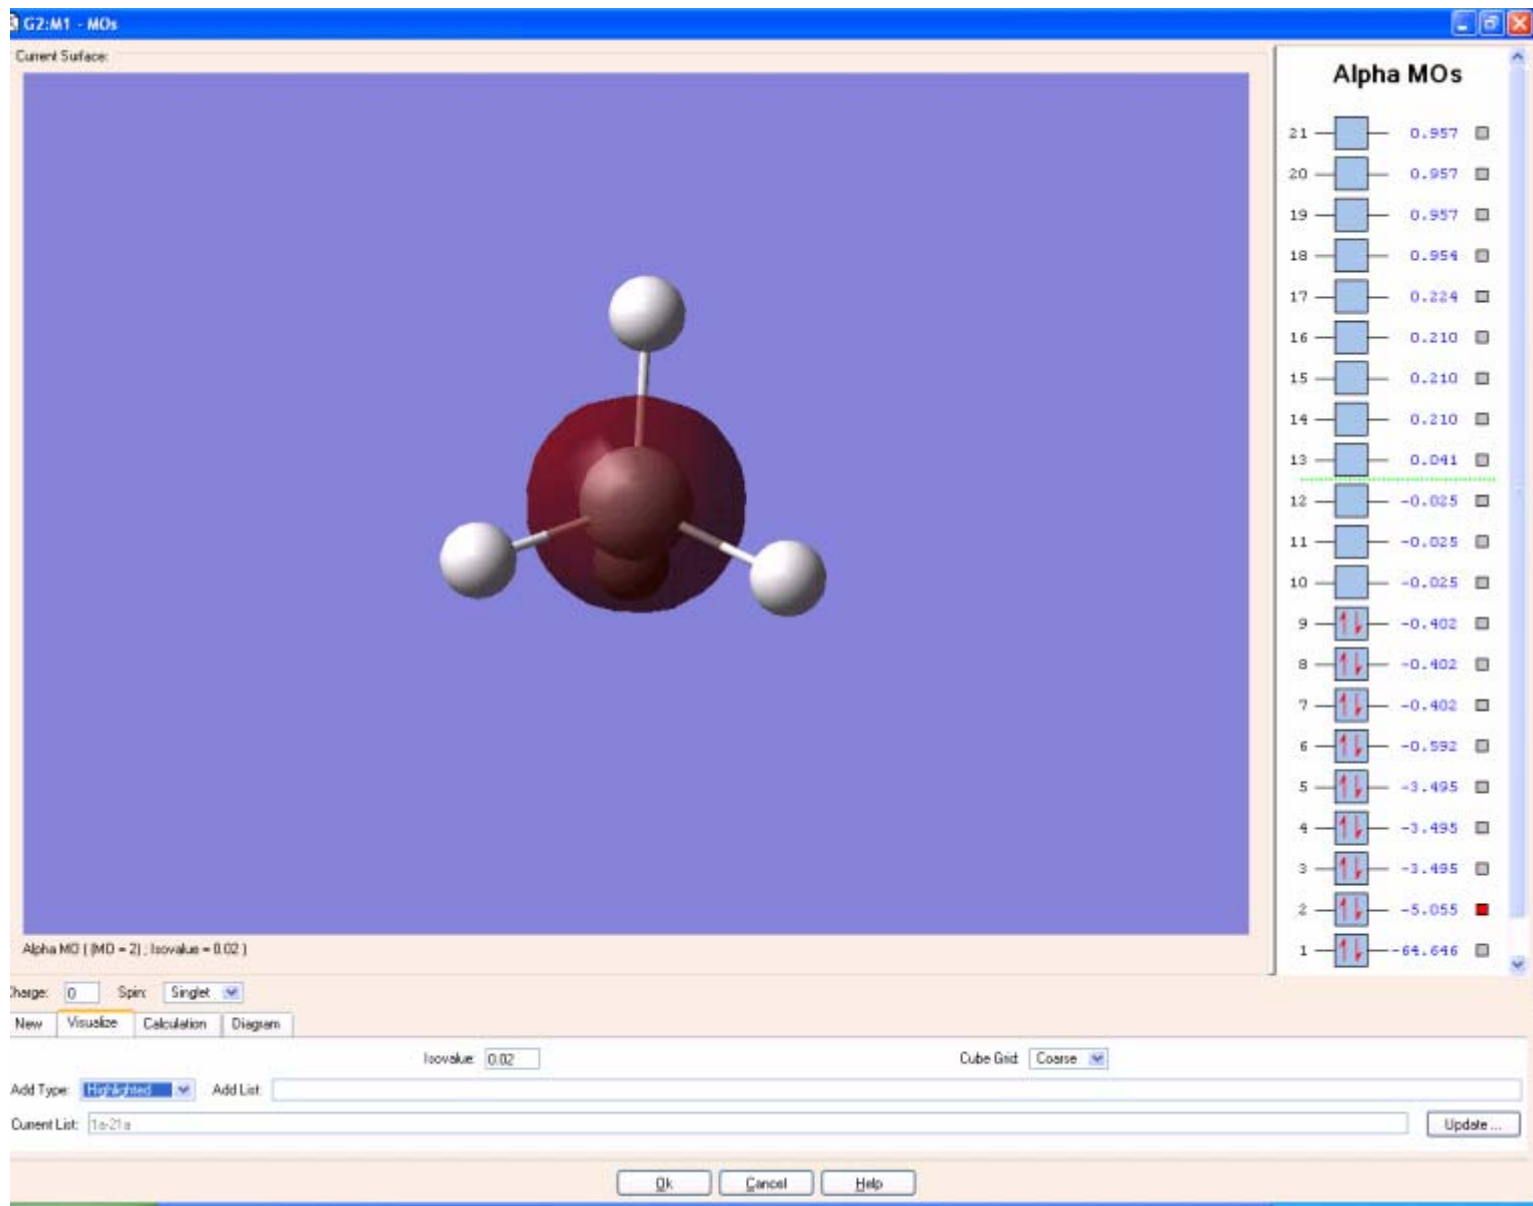 G2:M1 - MOs
Current Surface:
Alpha MOs
21 0.957
20 0.957
19 0.957
18 0.954
17 0.224
16 0.210
15 0.210
14 0.210
13 0.041
12 -0.025
11 -0.025
10 -0.025
9 -0.402
8 -0.402
7 -0.402
6 -0.592
5 -3.495
4 -3.495
3 -3.495
2 -5.055
1 -64.646
Alpha MO ( (MO = 2) ; Isovalue = 0.02 )
Charge: 0 Spin: Singlet
New Visualize Calculation Diagram
Isovalue: 0.02 Cube Grid: Coarse
Add Type: Highlighted Add List:
Current List: 1a-21a Update ...
Ok Cancel Help